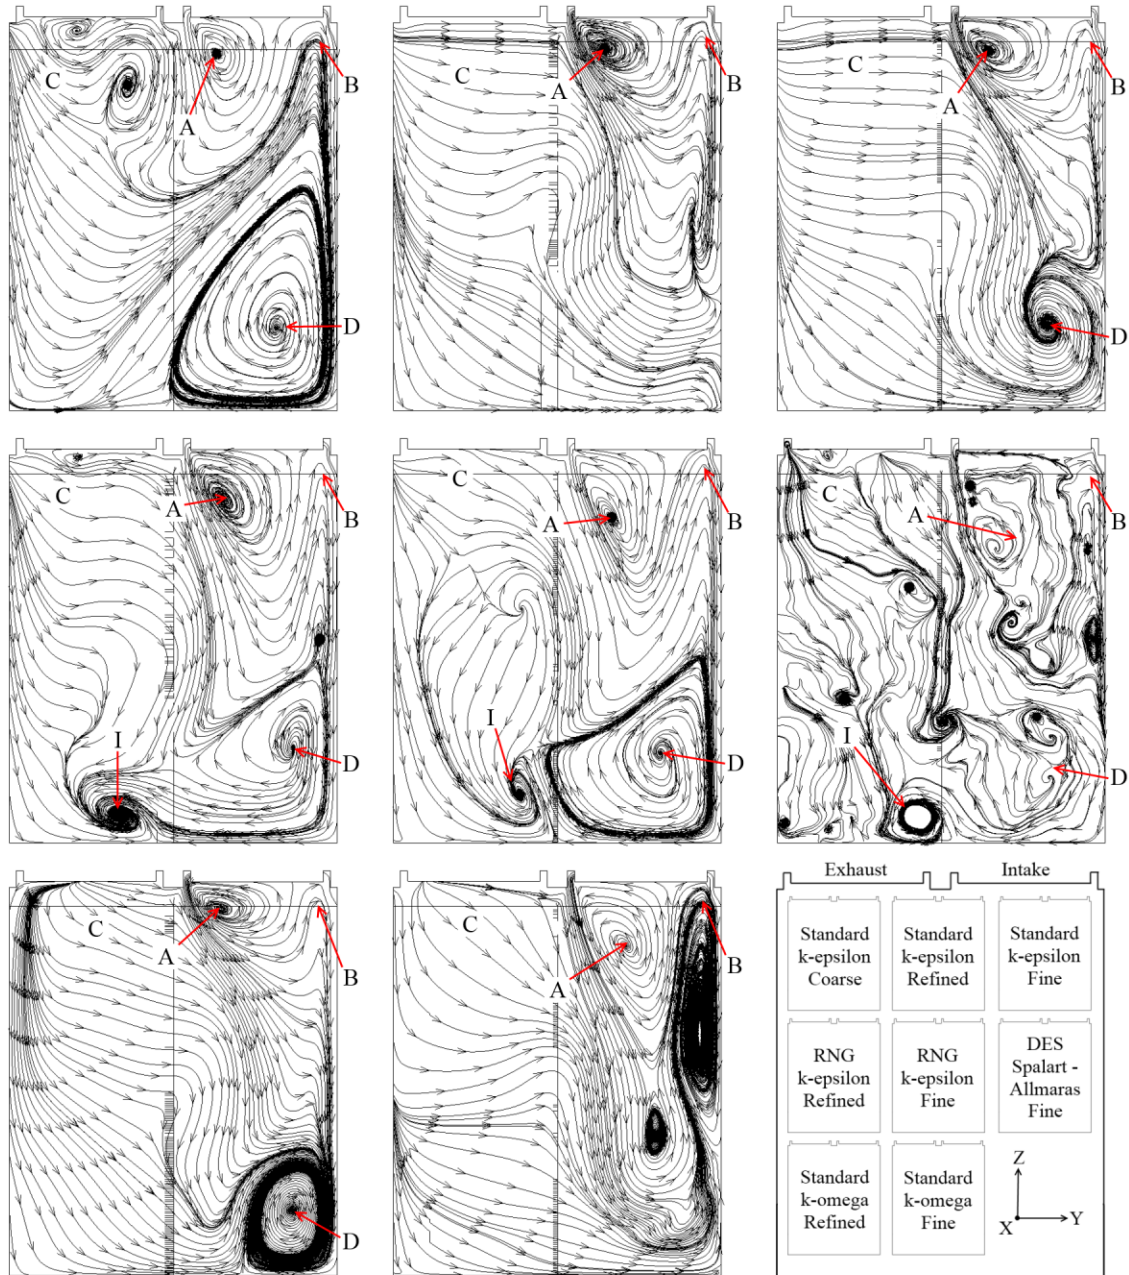 C
A
B
D
C
A
B
C
A
B
D
C
A
B
I
D
C
A
B
I
D
C
A
B
I
D
C
A
B
D
C
A
B
Exhaust Intake
Standard
k-epsilon
Coarse
Standard
k-epsilon
Refined
Standard
k-epsilon
Fine
RNG
k-epsilon
Refined
RNG
k-epsilon
Fine
DES
Spalart -
Allmaras
Fine
Standard
k-omega
Refined
Standard
k-omega
Fine
Z
X
Y